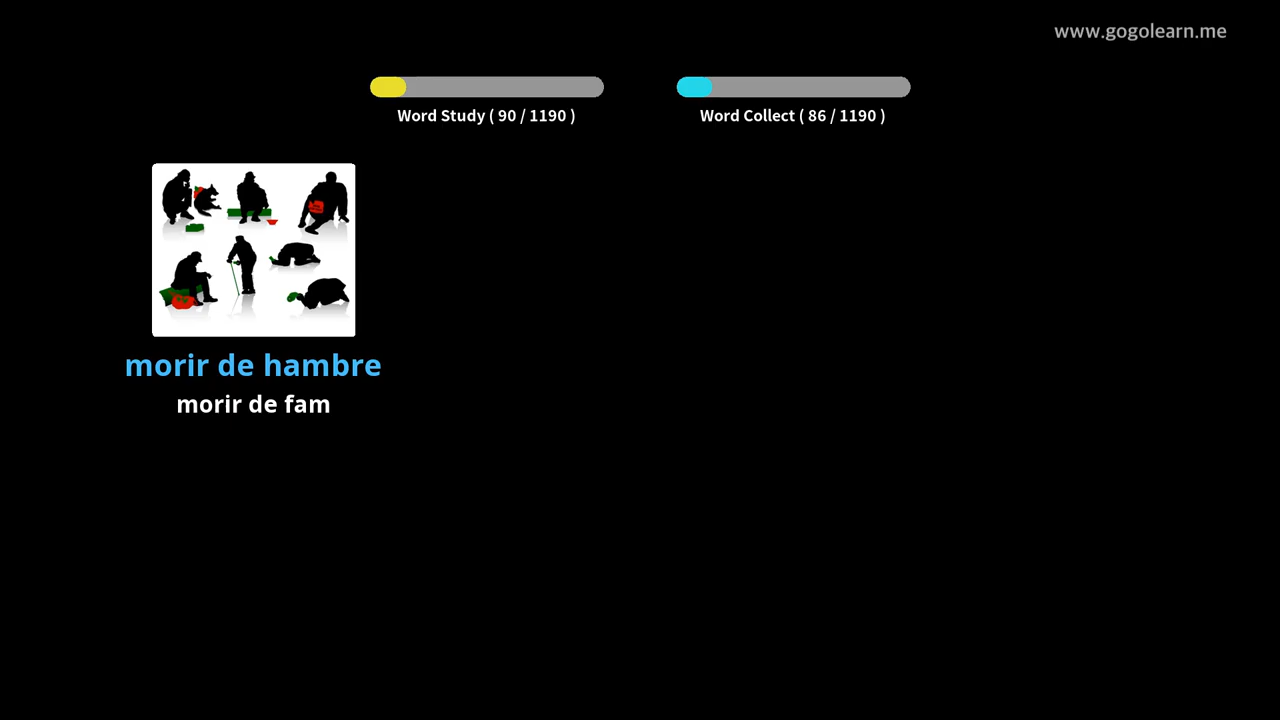 www.gogolearn.me
Word Study ( 90 / 1190 )
Word Collect ( 86 / 1190 )
morir de hambre
morir de fam